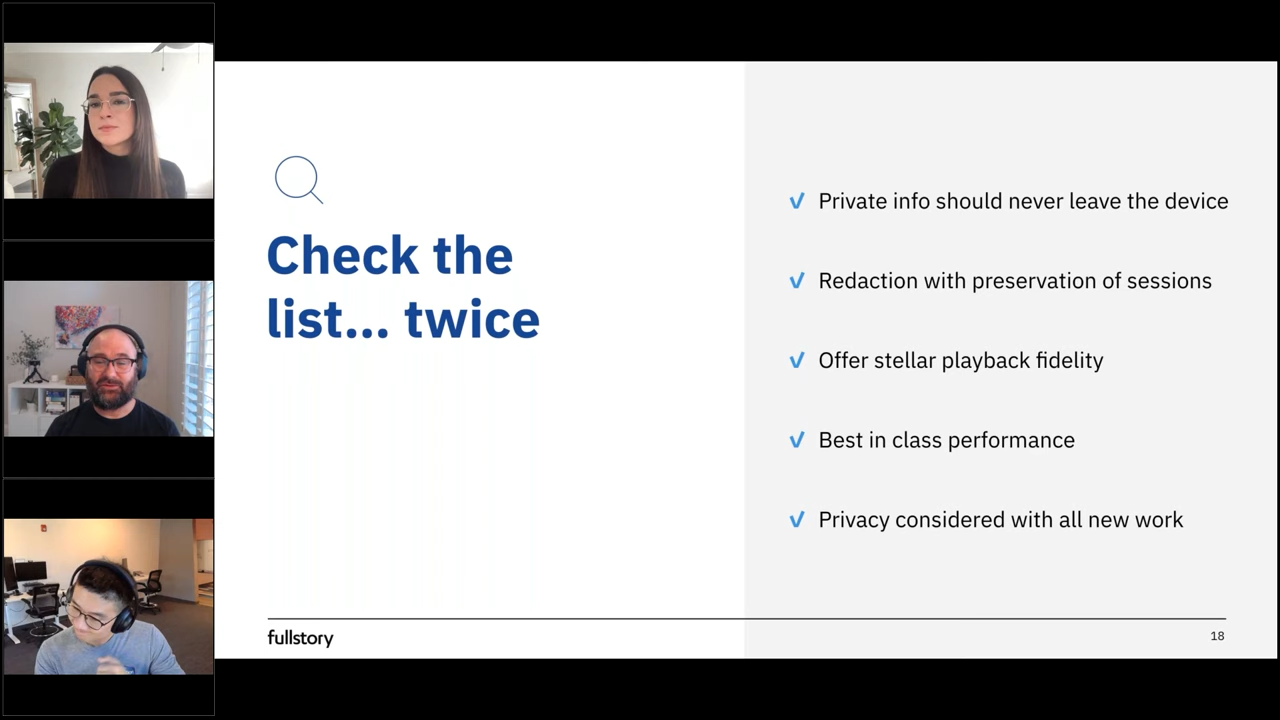 Check the
list... twice
Private info should never leave the device
Redaction with preservation of sessions
Offer stellar playback fidelity
Best in class performance
Privacy considered with all new work
fullstory
18